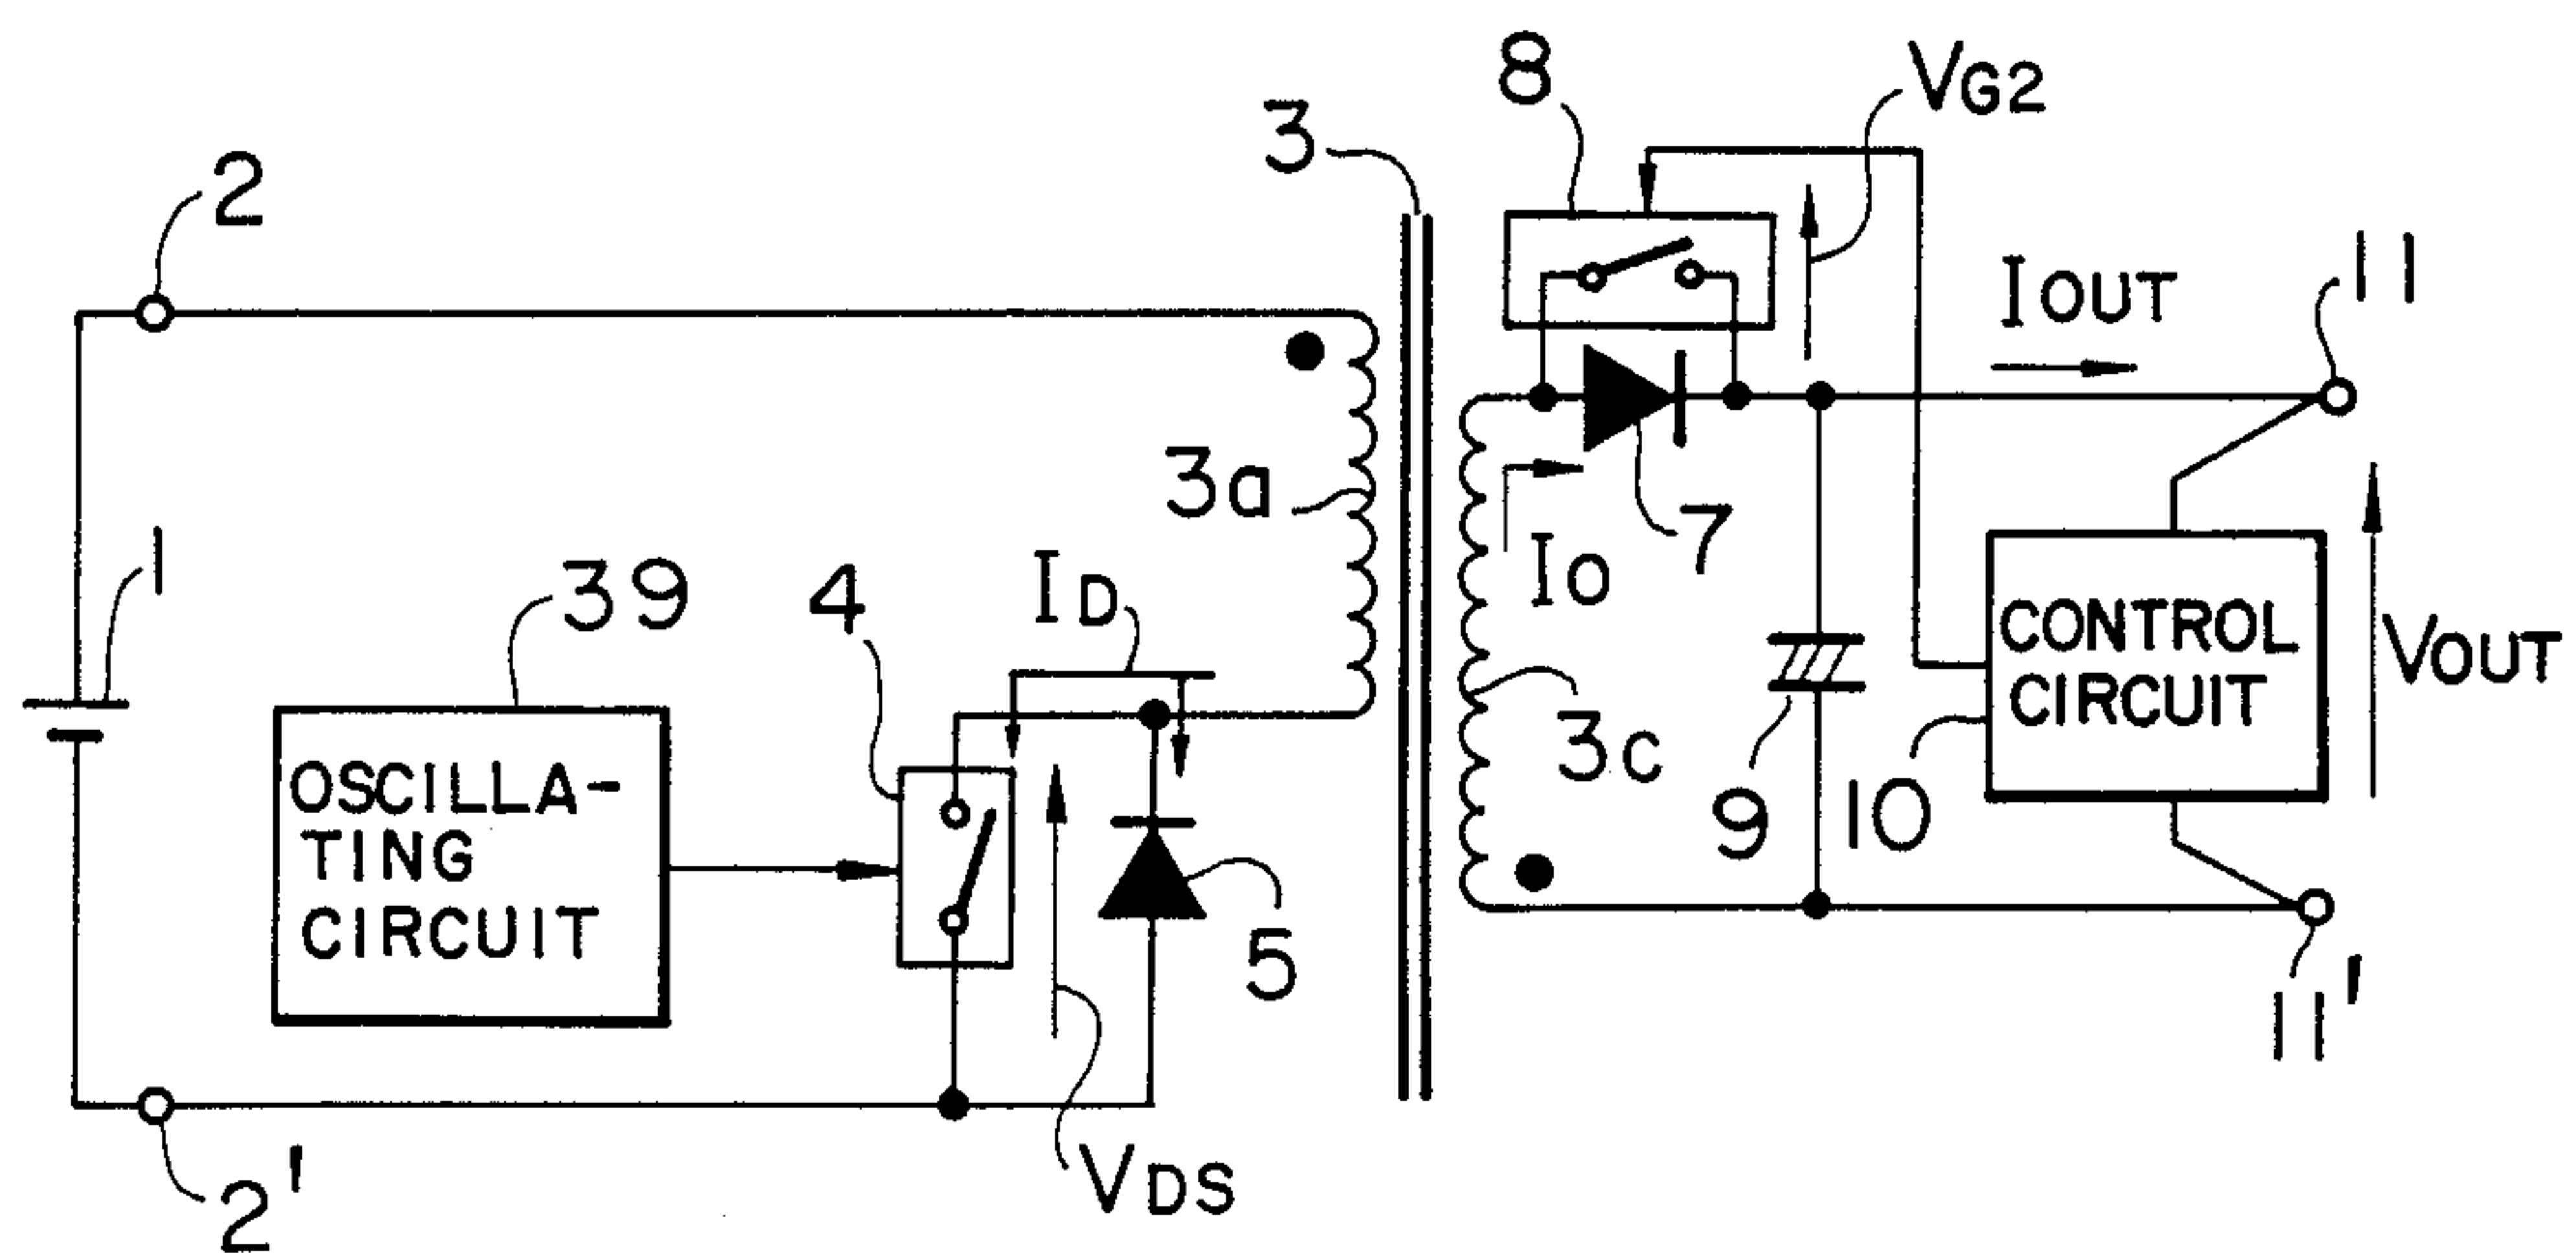 8
VG2
3
2
IOUT
11
3a
1
39
4
ID
IO
7
CONTROL
CIRCUIT
VOUT
OSCILLA-
TING
CIRCUIT
3c
9
10
5
11'
2'
VDS